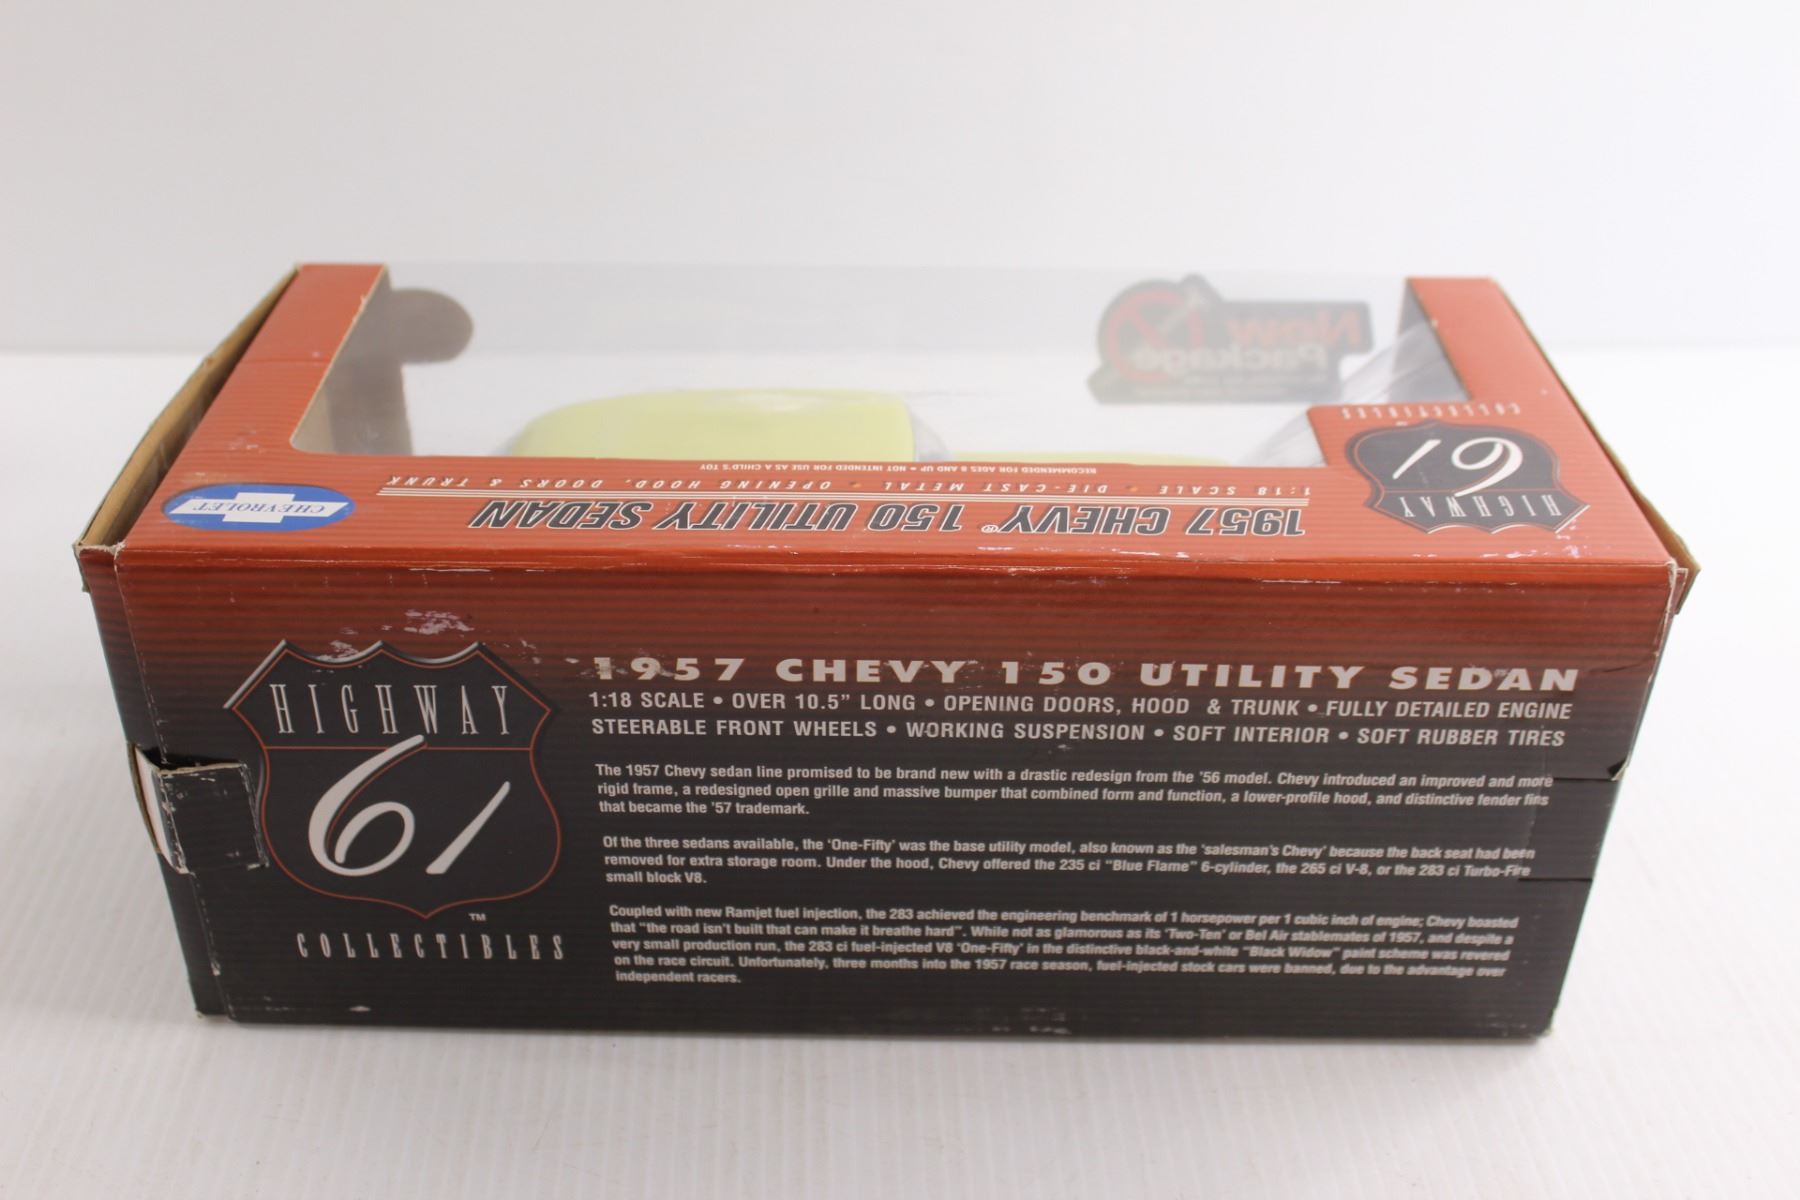 Now
Package
COLLECTIBLES
HIGHWAY
61
RECOMMENDED FOR AGES 8 AND UP • NOT INTENDED FOR USE AS A CHILD'S TOY
1:18 SCALE • DIE-CAST METAL • OPENING HOOD, DOORS & TRUNK
1957 CHEVY® 150 UTILITY SEDAN
CHEVROLET
HIGHWAY
61
TM
COLLECTIBLES
1957 CHEVY 150 UTILITY SEDAN
1:18 SCALE • OVER 10.5" LONG • OPENING DOORS, HOOD & TRUNK • FULLY DETAILED ENGINE
STEERABLE FRONT WHEELS • WORKING SUSPENSION • SOFT INTERIOR • SOFT RUBBER TIRES
The 1957 Chevy sedan line promised to be brand new with a drastic redesign from the '56 model. Chevy introduced an improved and more
rigid frame, a redesigned open grille and massive bumper that combined form and function, a lower-profile hood, and distinctive fender fins
that became the '57 trademark.
Of the three sedans available, the 'One-Fifty' was the base utility model, also known as the 'salesman's Chevy' because the back seat had been
removed for extra storage room. Under the hood, Chevy offered the 235 ci "Blue Flame" 6-cylinder, the 265 ci V-8, or the 283 ci Turbo-Fire
small block V8.
Coupled with new Ramjet fuel injection, the 283 achieved the engineering benchmark of 1 horsepower per 1 cubic inch of engine; Chevy boasted
that "the road isn't built that can make it breathe hard". While not as glamorous as its 'Two-Ten' or Bel Air stablemates of 1957, and despite a
very small production run, the 283 ci fuel-injected V8 'One-Fifty' in the distinctive black-and-white "Black Widow" paint scheme was revered
on the race circuit. Unfortunately, three months into the 1957 race season, fuel-injected stock cars were banned, due to the advantage over
independent racers.